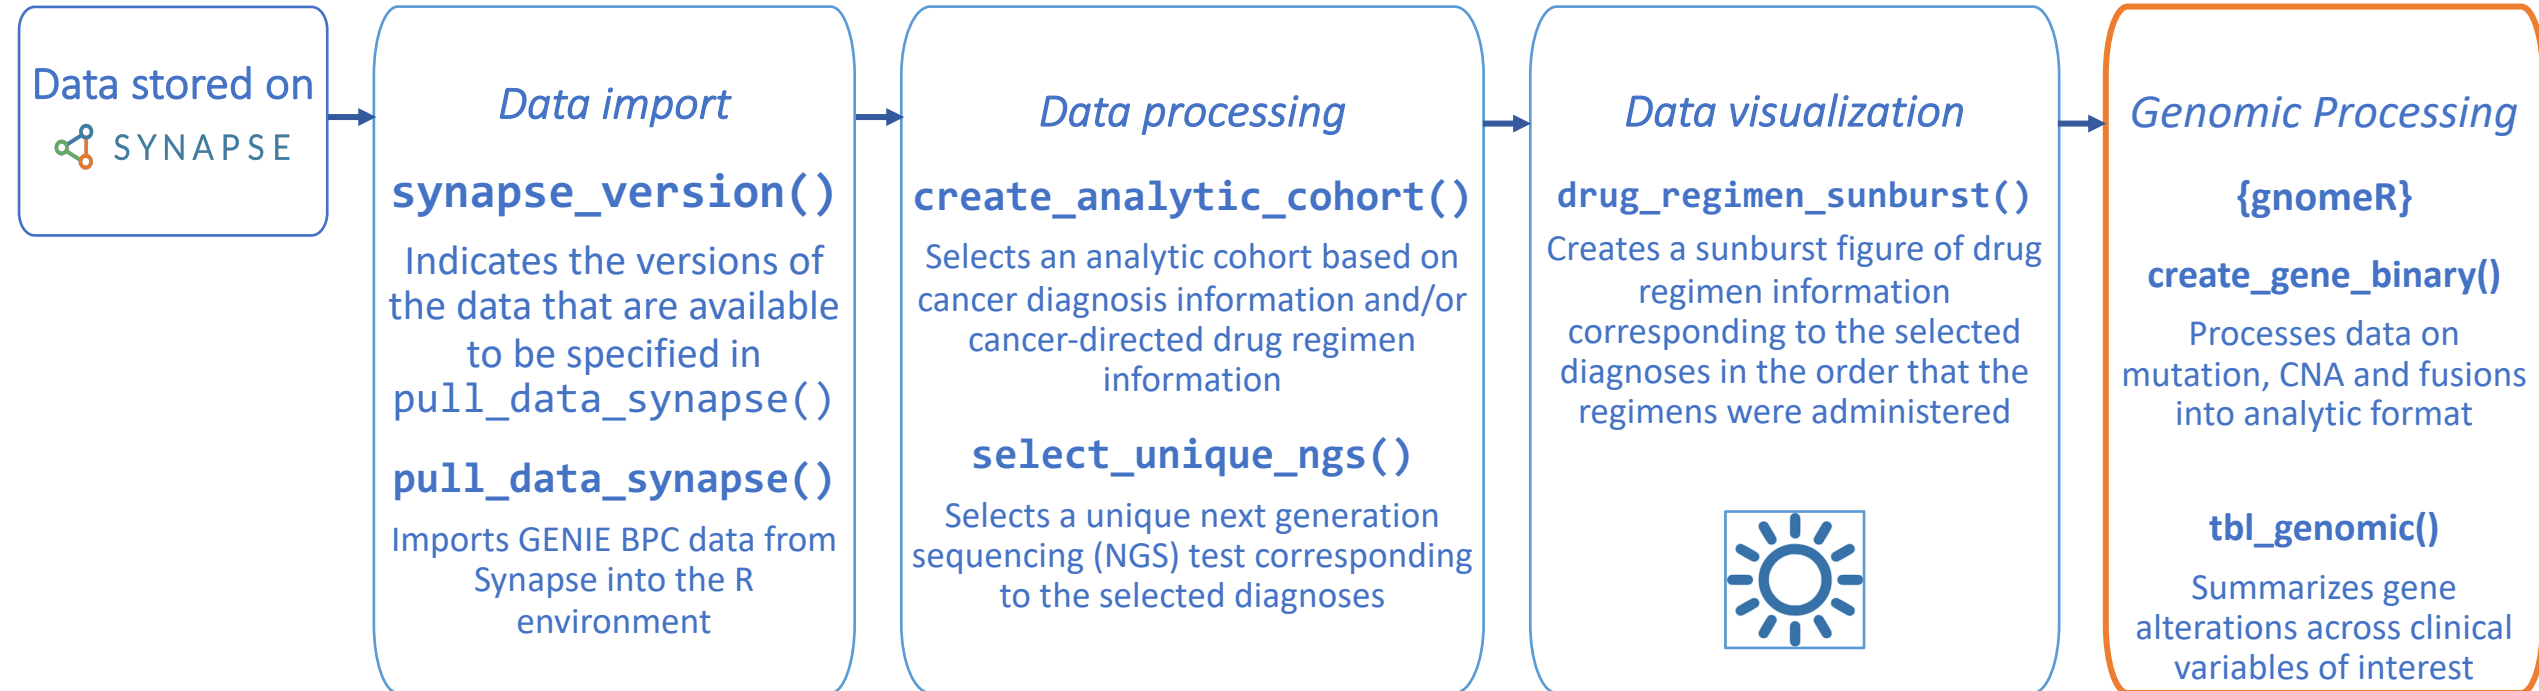 Data stored on
SYNAPSE
Data import
synapse_version()
Indicates the versions of
the data that are available
to be specified in
pull_data_synapse()
pull_data_synapse()
Imports GENIE BPC data from
Synapse into the R
environment
Data processing
create_analytic_cohort()
Selects an analytic cohort based on
cancer diagnosis information and/or
cancer-directed drug regimen
information
select_unique_ngs()
Selects a unique next generation
sequencing (NGS) test corresponding
to the selected diagnoses
Data visualization
drug_regimen_sunburst()
Creates a sunburst figure of drug
regimen information
corresponding to the selected
diagnoses in the order that the
regimens were administered
Genomic Processing
{gnomeR}
create_gene_binary()
Processes data on
mutation, CNA and fusions
into analytic format
tbl_genomic()
Summarizes gene
alterations across clinical
variables of interest